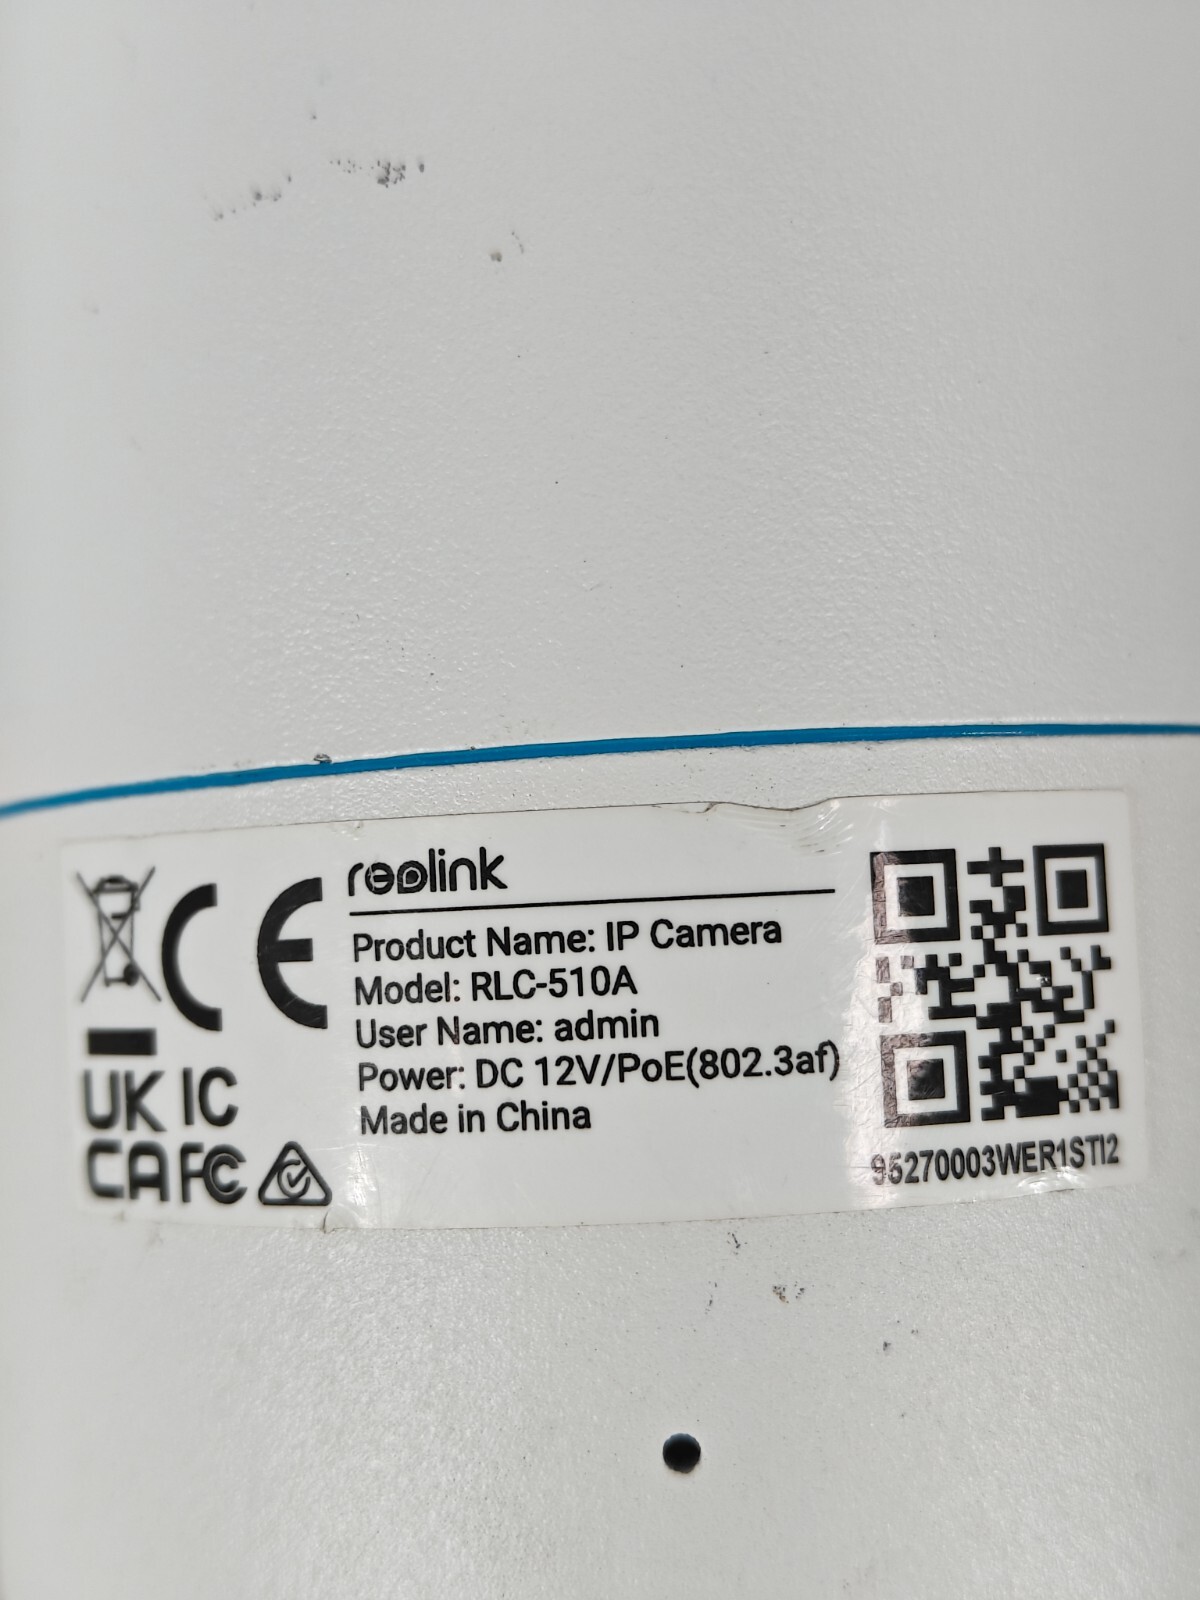 reolink
Product Name: IP Camera
Model: RLC-510A
User Name: admin
Power: DC 12V/PoE(802.3af)
Made in China
CE
UK IC
CA FC
95270003WER1STI2